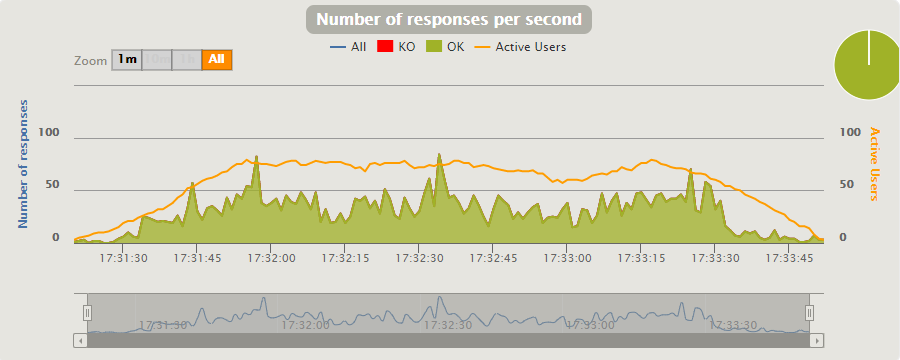 Number of responses per second
All KO OK Active Users
Zoom 1m 10m 1h All
Number of responses
100
50
0
100
50
0
Active Users
17:31:30 17:31:45 17:32:00 17:32:15 17:32:30 17:32:45 17:33:00 17:33:15 17:33:30 17:33:45
17:31:30 17:32:00 17:32:30 17:33:00 17:33:30